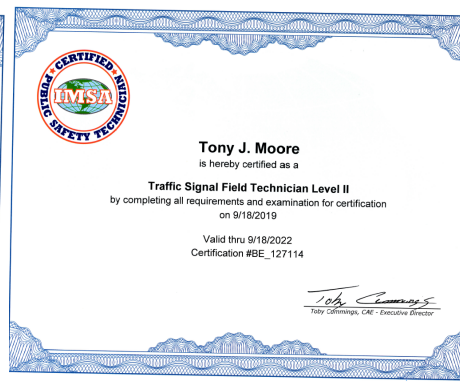 CERTIFIED
PUBLIC SAFETY TECHNICIAN
IMSA
Tony J. Moore
is hereby certified as a
Traffic Signal Field Technician Level II
by completing all requirements and examination for certification
on 9/18/2019
Valid thru 9/18/2022
Certification #BE_127114
Toby Cummings
Toby Cummings, CAE - Executive Director